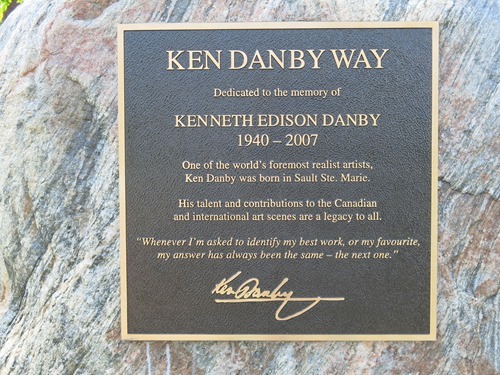 KEN DANBY WAY
Dedicated to the memory of
KENNETH EDISON DANBY
1940 – 2007
One of the world's foremost realist artists,
Ken Danby was born in Sault Ste. Marie.
His talent and contributions to the Canadian
and international art scenes are a legacy to all.
"Whenever I'm asked to identify my best work, or my favourite,
my answer has always been the same – the next one."
Ken Danby